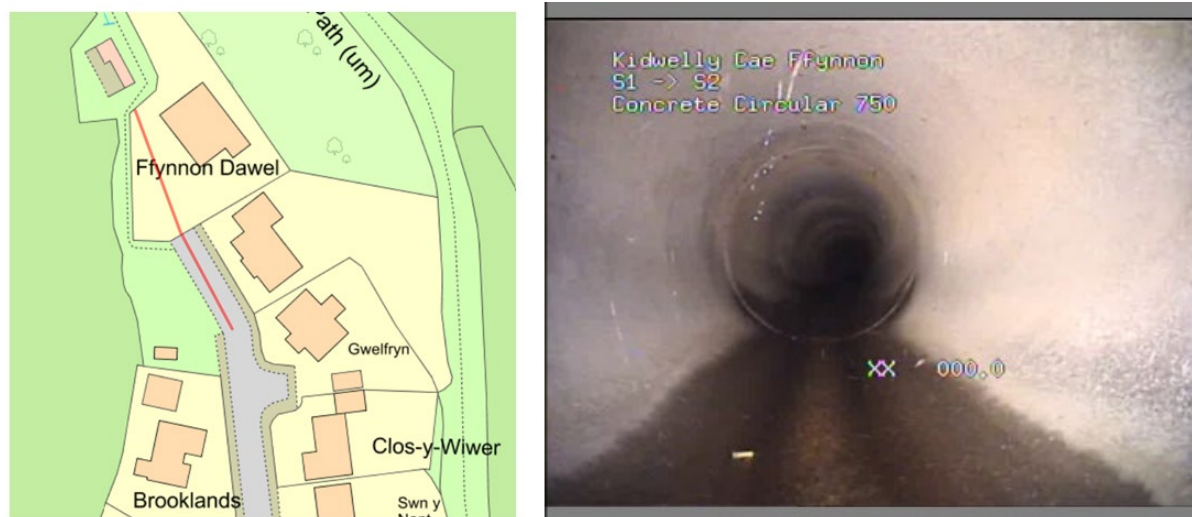 Path (um)
Ffynnon Dawel
Gwelfryn
Clos-y-Wiwer
Brooklands
Swn y
Kidwelly Cae Ffynnon
S1 -> S2
Concrete Circular 750
XX 000.0